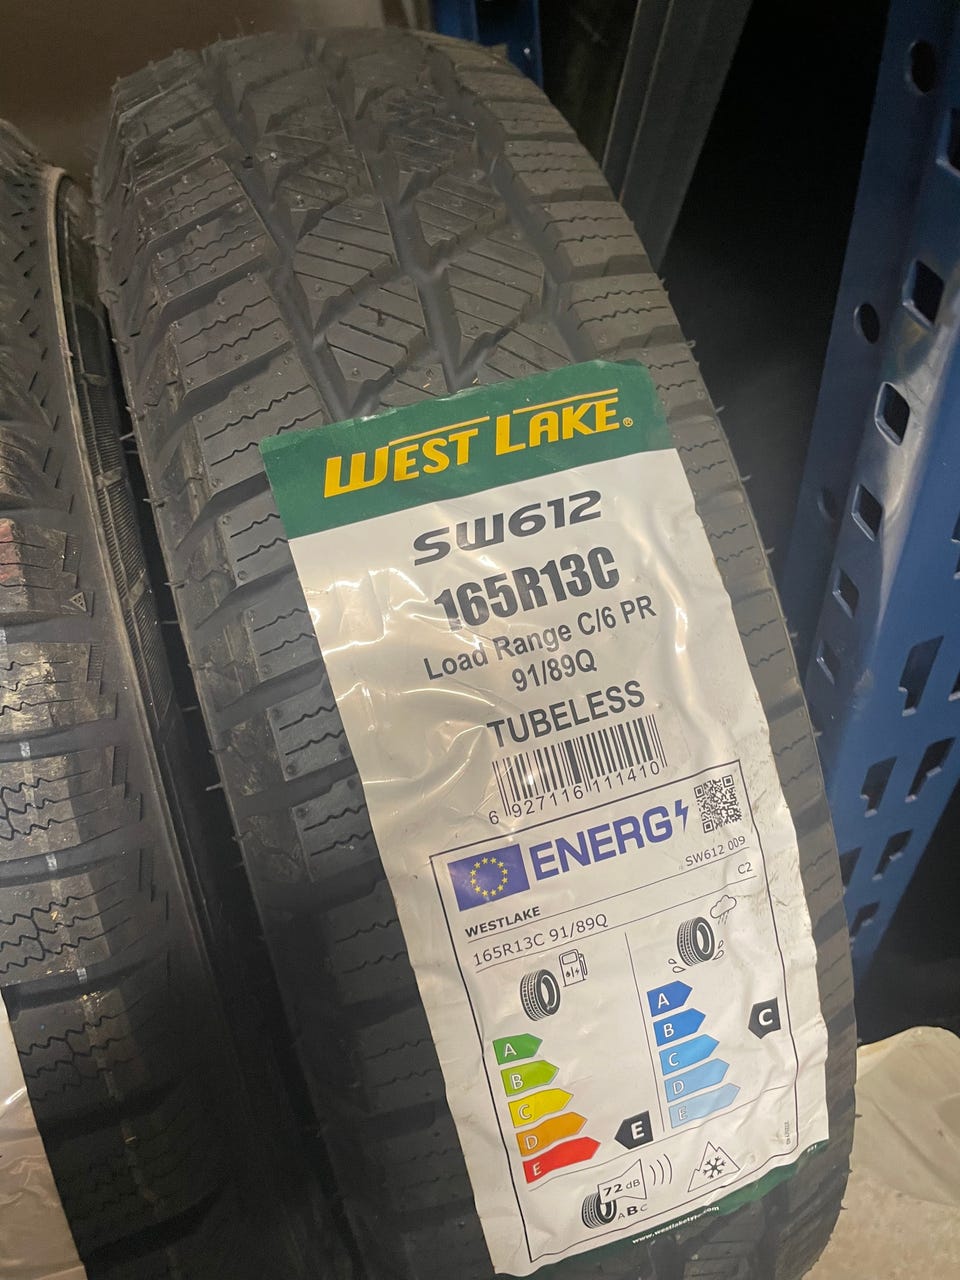 WEST LAKE®
SW612
165R13C
Load Range C/6 PR
91/89Q
TUBELESS
6 927116 111410
ENERG
SW612 009
WESTLAKE
C2
165R13C 91/89Q
A
B
C
D
E
E
A
B
C
D
E
C
72 dB
ABC